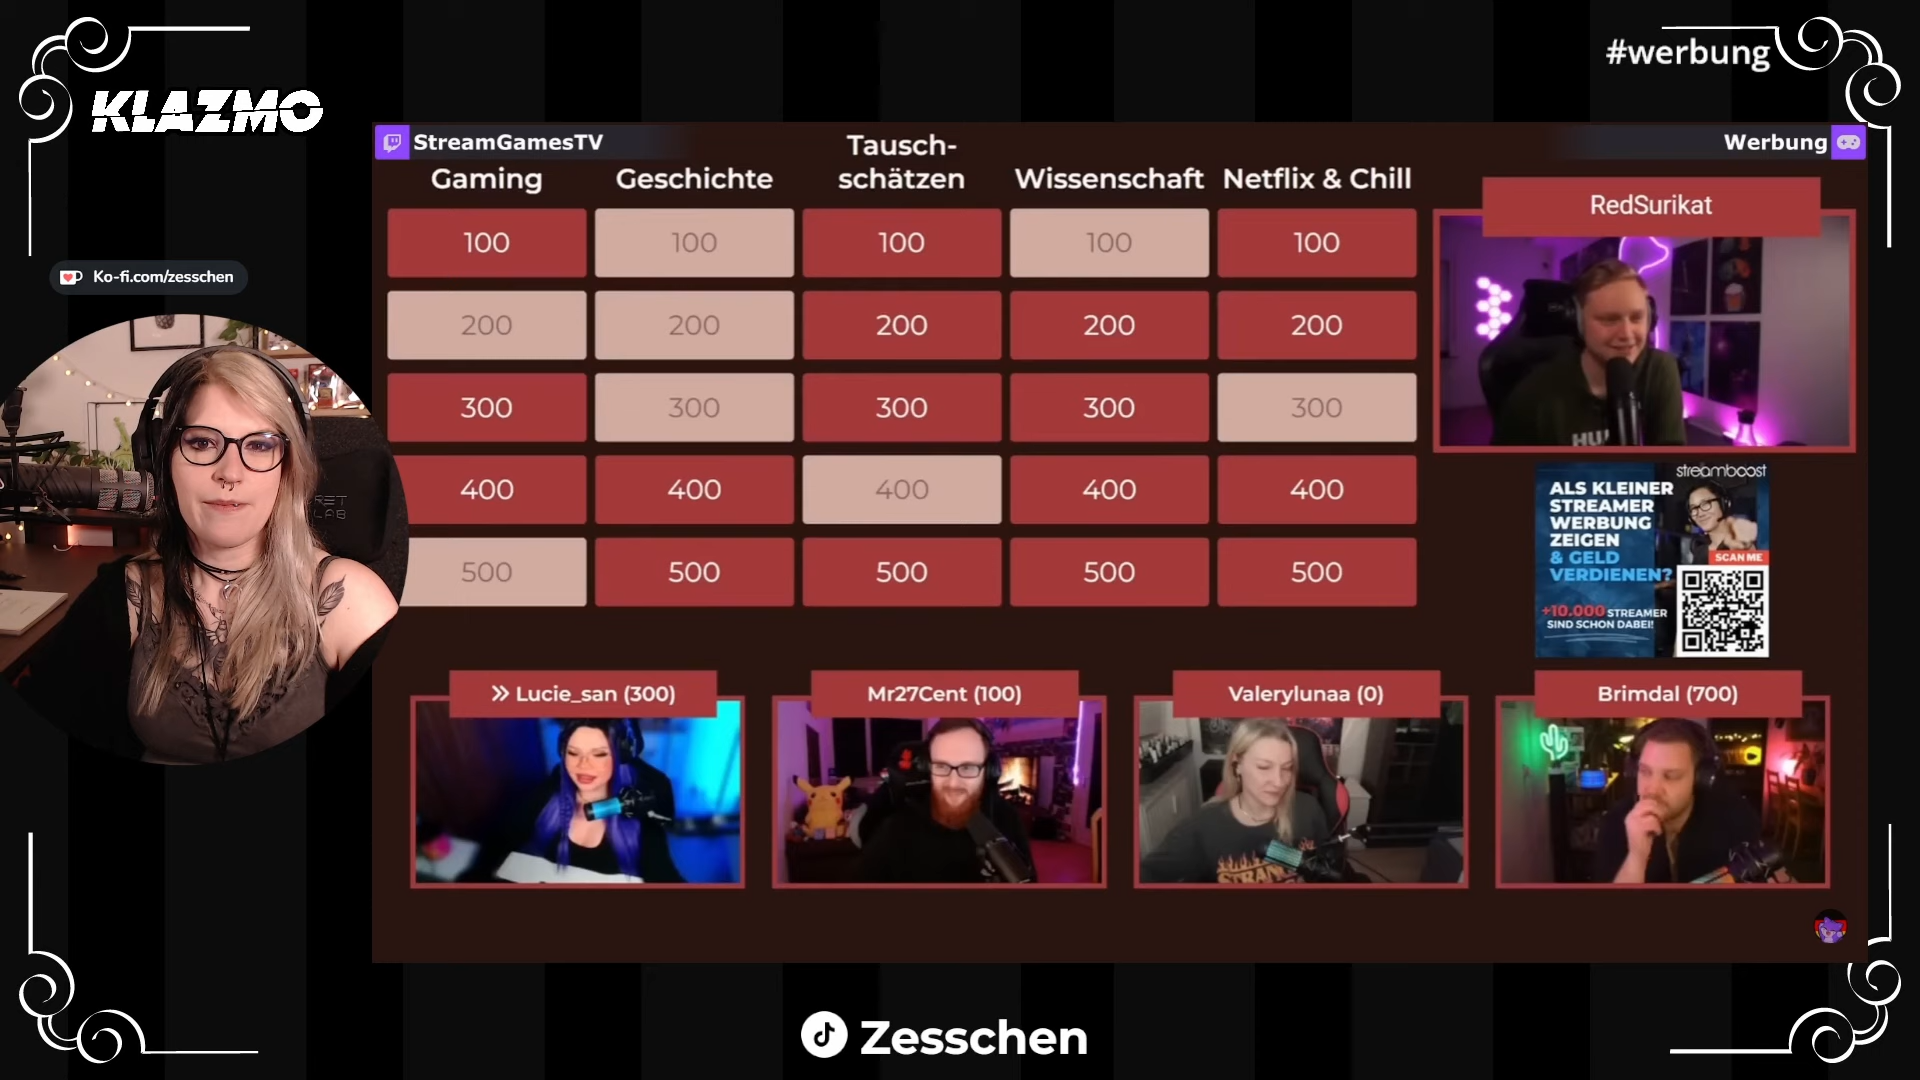 KLAZMO
#werbung
StreamGamesTV
Werbung
Ko-fi.com/zesschen
Gaming
Geschichte
Tausch-
schätzen
Wissenschaft
Netflix & Chill
100
100
100
100
100
200
200
200
200
200
300
300
300
300
300
400
400
400
400
400
500
500
500
500
500
RedSurikat
streamboost
ALS KLEINER
STREAMER
WERBUNG
ZEIGEN
& GELD
VERDIENEN?
SCAN ME
+10.000 STREAMER
SIND SCHON DABEI!
» Lucie_san (300)
Mr27Cent (100)
Valerylunaa (0)
Brimdal (700)
Zesschen